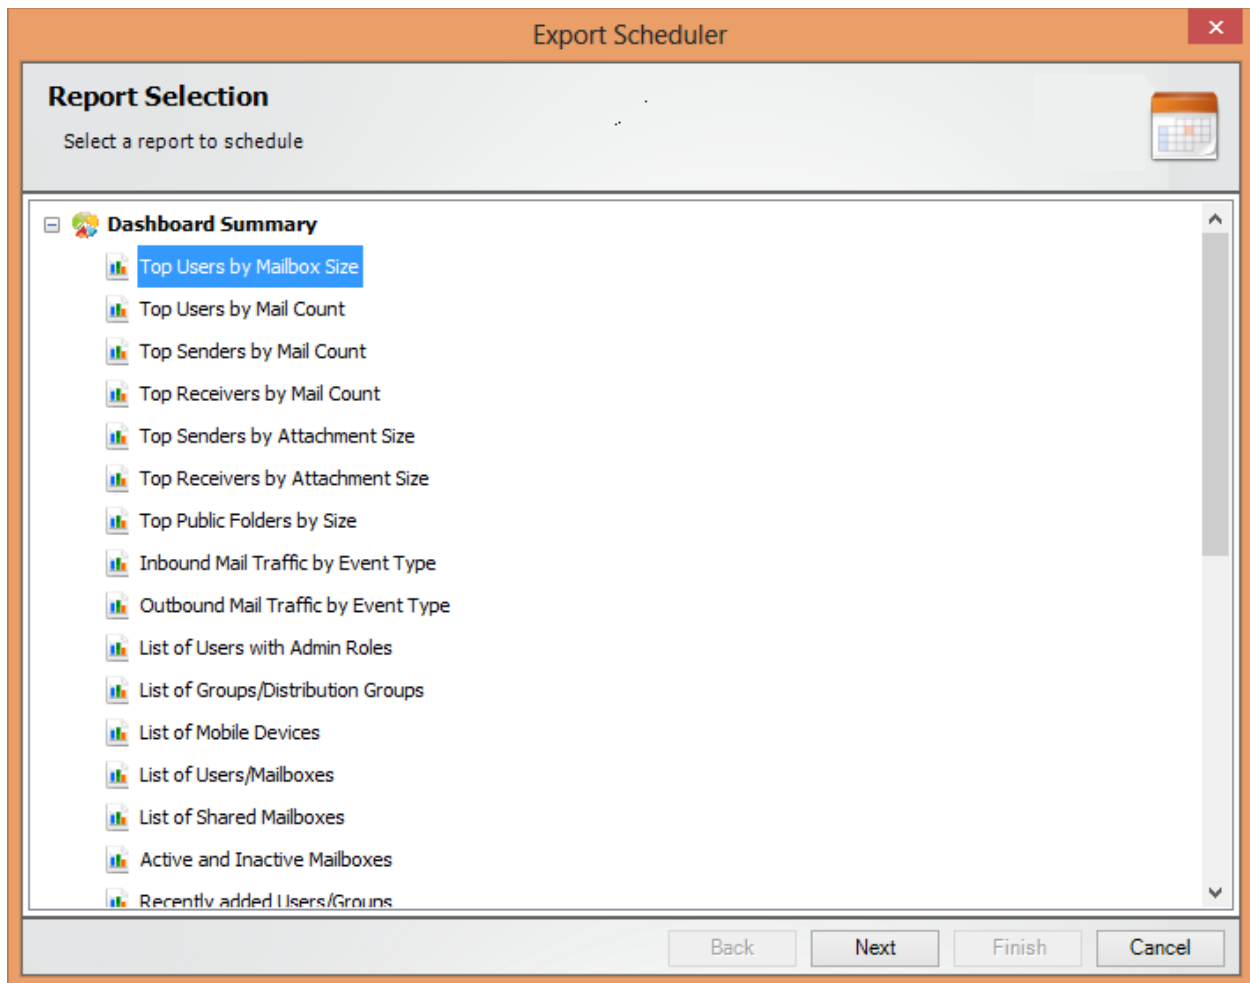 Export Scheduler
Report Selection
Select a report to schedule
Dashboard Summary
Top Users by Mailbox Size
Top Users by Mail Count
Top Senders by Mail Count
Top Receivers by Mail Count
Top Senders by Attachment Size
Top Receivers by Attachment Size
Top Public Folders by Size
Inbound Mail Traffic by Event Type
Outbound Mail Traffic by Event Type
List of Users with Admin Roles
List of Groups/Distribution Groups
List of Mobile Devices
List of Users/Mailboxes
List of Shared Mailboxes
Active and Inactive Mailboxes
Recently added Users/Groups
Back Next Finish Cancel